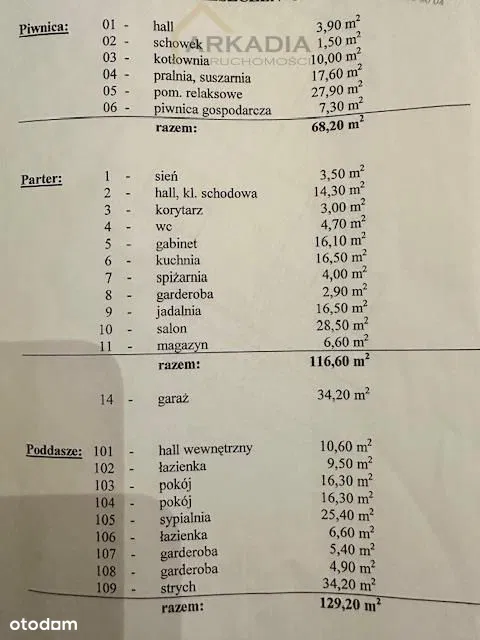 ARKADIA
NIERUCHOMOŚCI
Piwnica: 01 - hall 3,90 m²
02 - schowek 1,50 m²
03 - kotłownia 10,00 m²
04 - pralnia, suszarnia 17,60 m²
05 - pom. relaksowe 27,90 m²
06 - piwnica gospodarcza 7,30 m²
razem: 68,20 m²
Parter: 1 - sień 3,50 m²
2 - hall, kl. schodowa 14,30 m²
3 - korytarz 3,00 m²
4 - wc 4,70 m²
5 - gabinet 16,10 m²
6 - kuchnia 16,50 m²
7 - spiżarnia 4,00 m²
8 - garderoba 2,90 m²
9 - jadalnia 16,50 m²
10 - salon 28,50 m²
11 - magazyn 6,60 m²
razem: 116,60 m²
14 - garaż 34,20 m²
Poddasze: 101 - hall wewnętrzny 10,60 m²
102 - łazienka 9,50 m²
103 - pokój 16,30 m²
104 - pokój 16,30 m²
105 - sypialnia 25,40 m²
106 - łazienka 6,60 m²
107 - garderoba 5,40 m²
108 - garderoba 4,90 m²
109 - strych 34,20 m²
razem: 129,20 m²
otodom